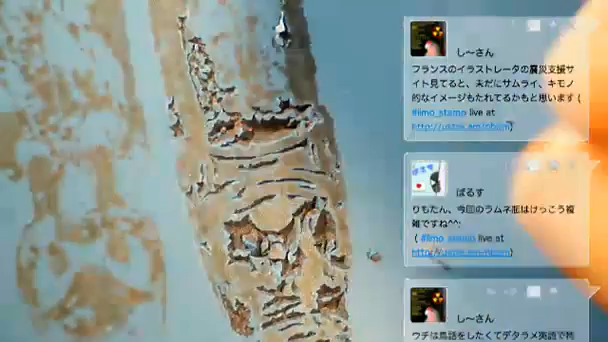 し〜さん
フランスのイラストレータの震災支援サ
イト見てると、未だにサムライ、キモノ
的なイメージもたれてるかもと思います (
#limo_stamo live at
ぱるす
りもたん、今回のラムネ瓶はけっこう複
雑ですね^^;
( live at
し〜さん
ウチは鳥語をしたくてデタラメ英語で